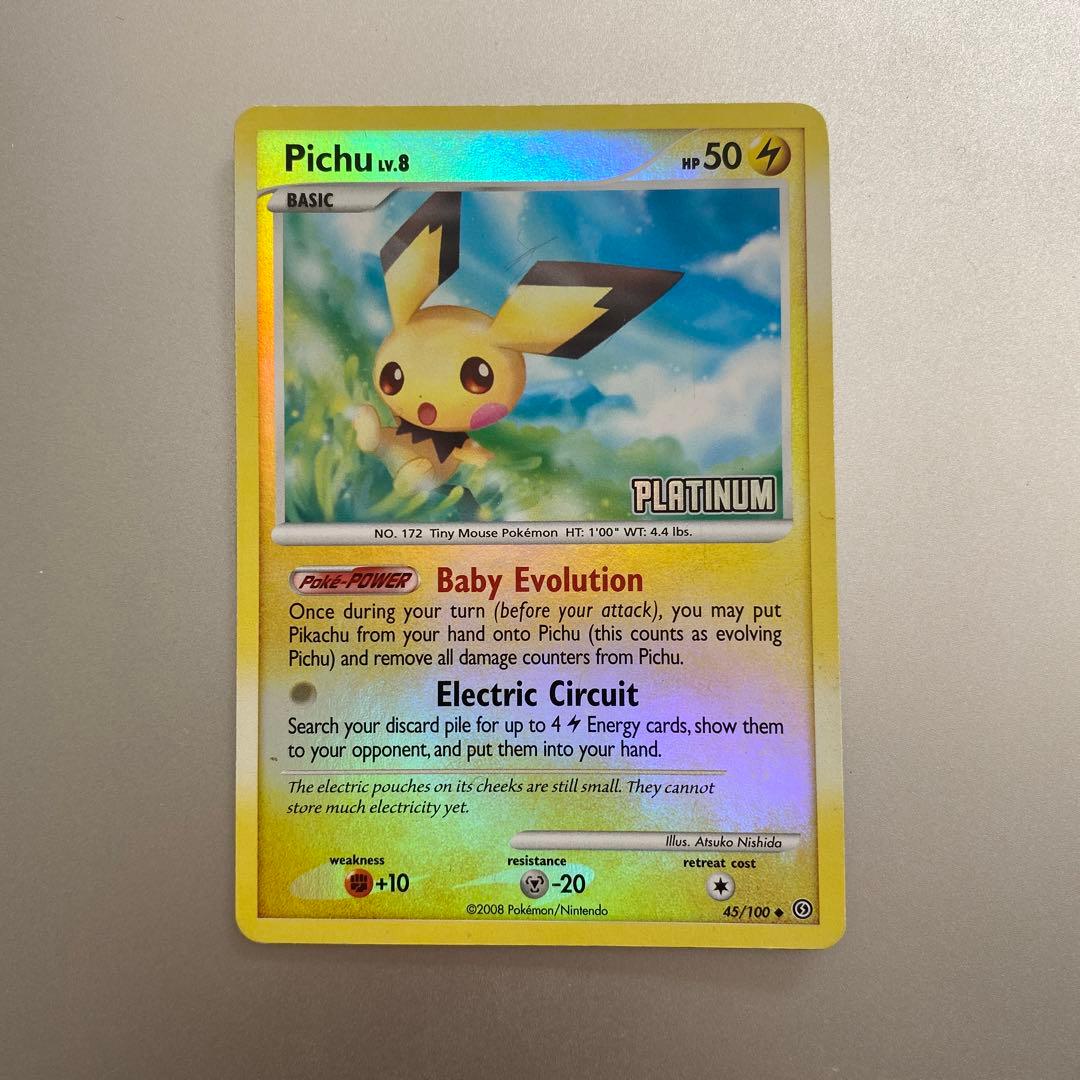 Pichu LV.8
HP 50
BASIC
PLATINUM
NO. 172 Tiny Mouse Pokémon HT: 1'00" WT: 4.4 lbs.
Poké-POWER Baby Evolution
Once during your turn (before your attack), you may put
Pikachu from your hand onto Pichu (this counts as evolving
Pichu) and remove all damage counters from Pichu.
Electric Circuit
Search your discard pile for up to 4 Energy cards, show them
to your opponent, and put them into your hand.
The electric pouches on its cheeks are still small. They cannot
store much electricity yet.
Illus. Atsuko Nishida
weakness resistance retreat cost
+10 -20
©2008 Pokémon/Nintendo 45/100